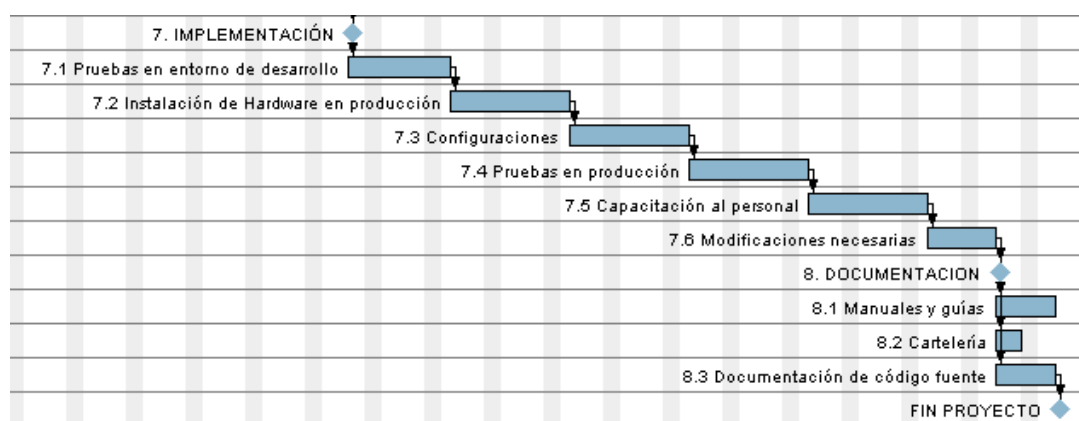 7. IMPLEMENTACIÓN
7.1 Pruebas en entorno de desarrollo
7.2 Instalación de Hardware en producción
7.3 Configuraciones
7.4 Pruebas en producción
7.5 Capacitación al personal
7.6 Modificaciones necesarias
8. DOCUMENTACION
8.1 Manuales y guías
8.2 Cartelería
8.3 Documentación de código fuente
FIN PROYECTO